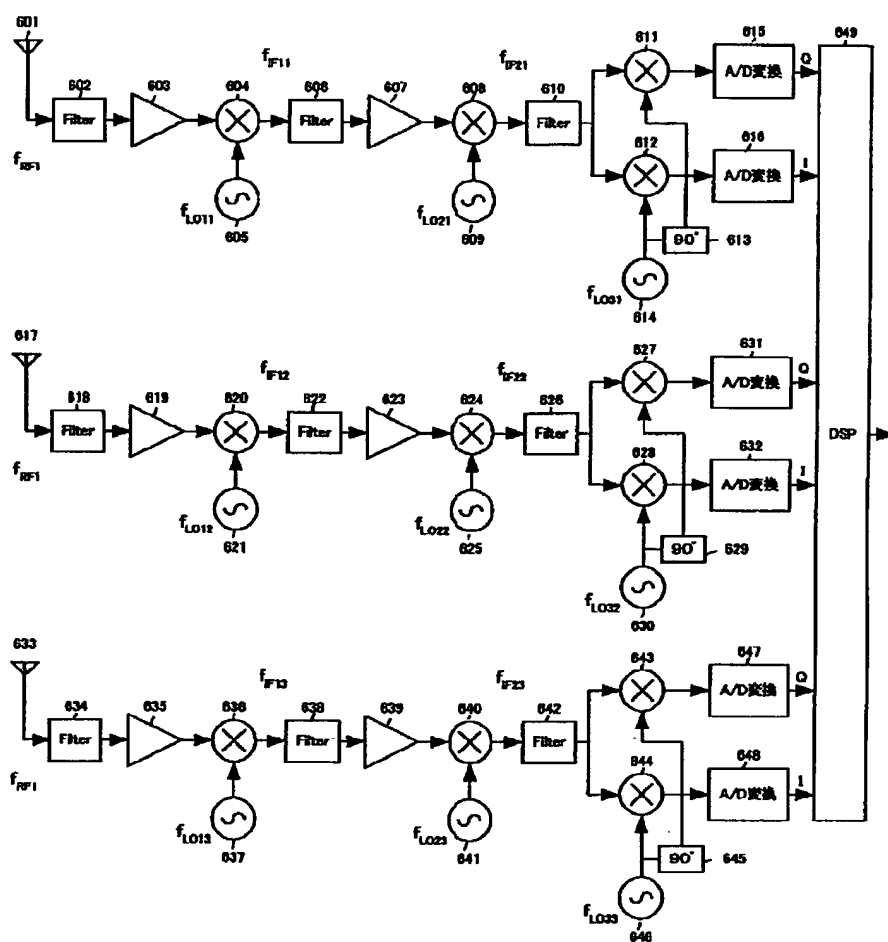 601
602
603
f_IF11
604
606
607
f_IF21
608
610
611
615
649
Filter
Filter
Filter
A/D変換
Q
f_RF1
f_LO11
605
f_LO21
609
612
616
A/D変換
I
90°
613
f_LO31
614
617
618
619
f_IF12
620
622
623
f_IF22
624
626
627
631
Filter
Filter
Filter
A/D変換
Q
DSP
f_RF1
f_LO12
621
f_LO22
625
628
632
A/D変換
I
90°
629
f_LO32
630
633
634
635
f_IF13
636
638
639
f_IF23
640
642
643
647
Filter
Filter
Filter
A/D変換
Q
f_RF1
f_LO13
637
f_LO23
641
644
648
A/D変換
I
90°
645
f_LO33
646